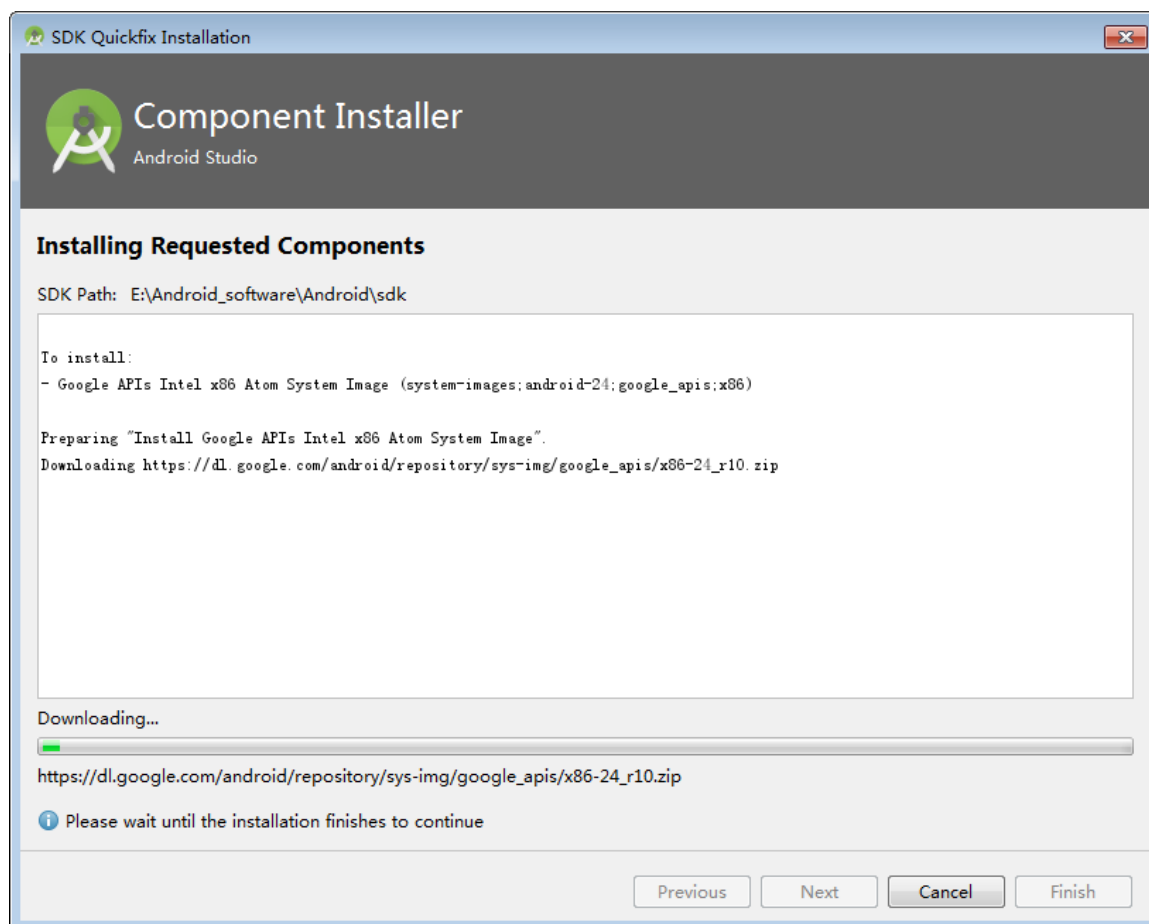 SDK Quickfix Installation
Component Installer
Android Studio
Installing Requested Components
SDK Path: E:\Android_software\Android\sdk
To install:
- Google APIs Intel x86 Atom System Image (system-images;android-24;google_apis;x86)
Preparing "Install Google APIs Intel x86 Atom System Image".
Downloading https://dl.google.com/android/repository/sys-img/google_apis/x86-24_r10.zip
Downloading...
https://dl.google.com/android/repository/sys-img/google_apis/x86-24_r10.zip
Please wait until the installation finishes to continue
Previous Next Cancel Finish